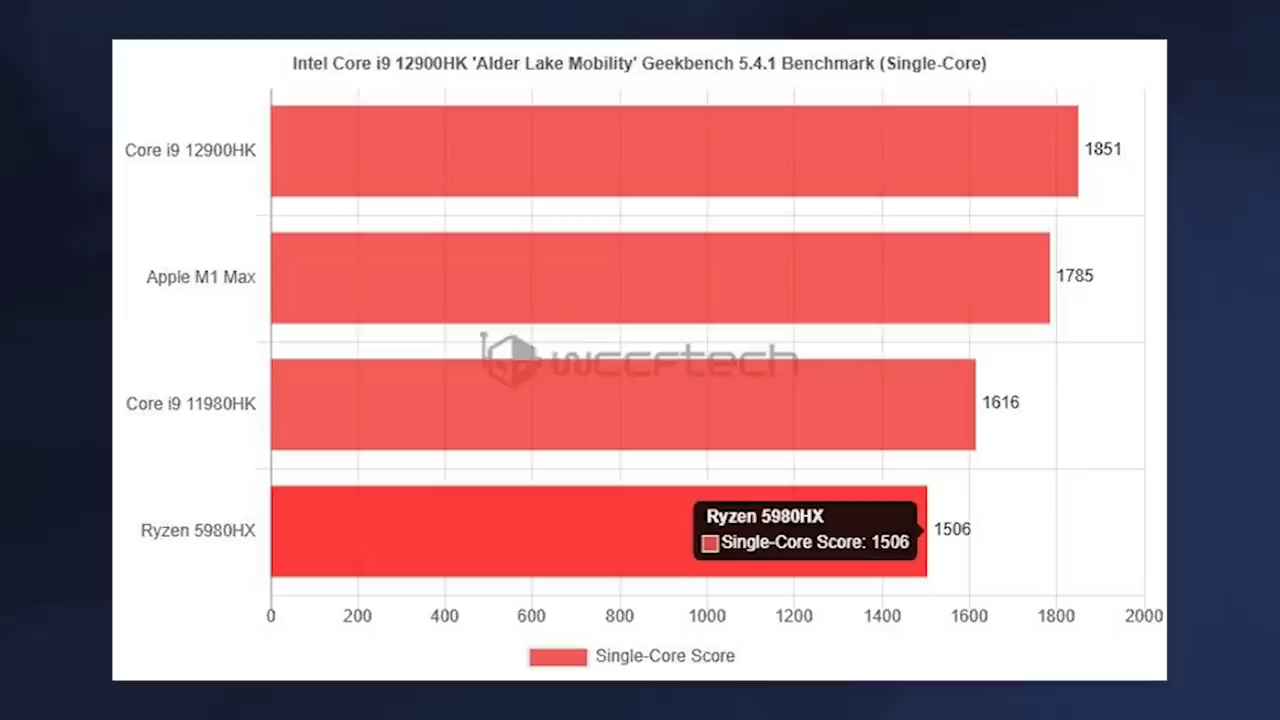 Intel Core i9 12900HK 'Alder Lake Mobility' Geekbench 5.4.1 Benchmark (Single-Core)
Core i9 12900HK
1851
Apple M1 Max
1785
wccftech
Core i9 11980HK
1616
Ryzen 5980HX
Ryzen 5980HX
Single-Core Score: 1506
1506
0 200 400 600 800 1000 1200 1400 1600 1800 2000
Single-Core Score